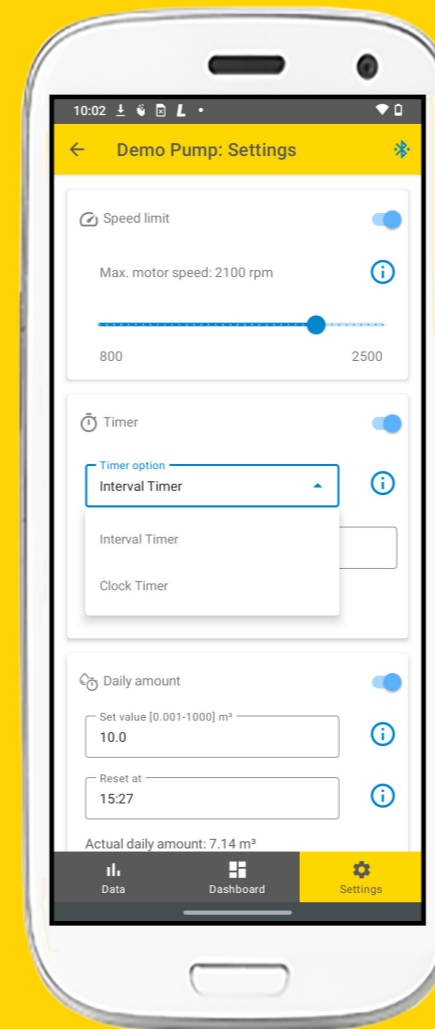 10:02 L
Demo Pump: Settings
Speed limit
Max. motor speed: 2100 rpm
800 2500
Timer
Timer option
Interval Timer
Interval Timer
Clock Timer
Daily amount
Set value [0.001-1000] m³
10.0
Reset at
15:27
Actual daily amount: 7.14 m³
Data Dashboard Settings